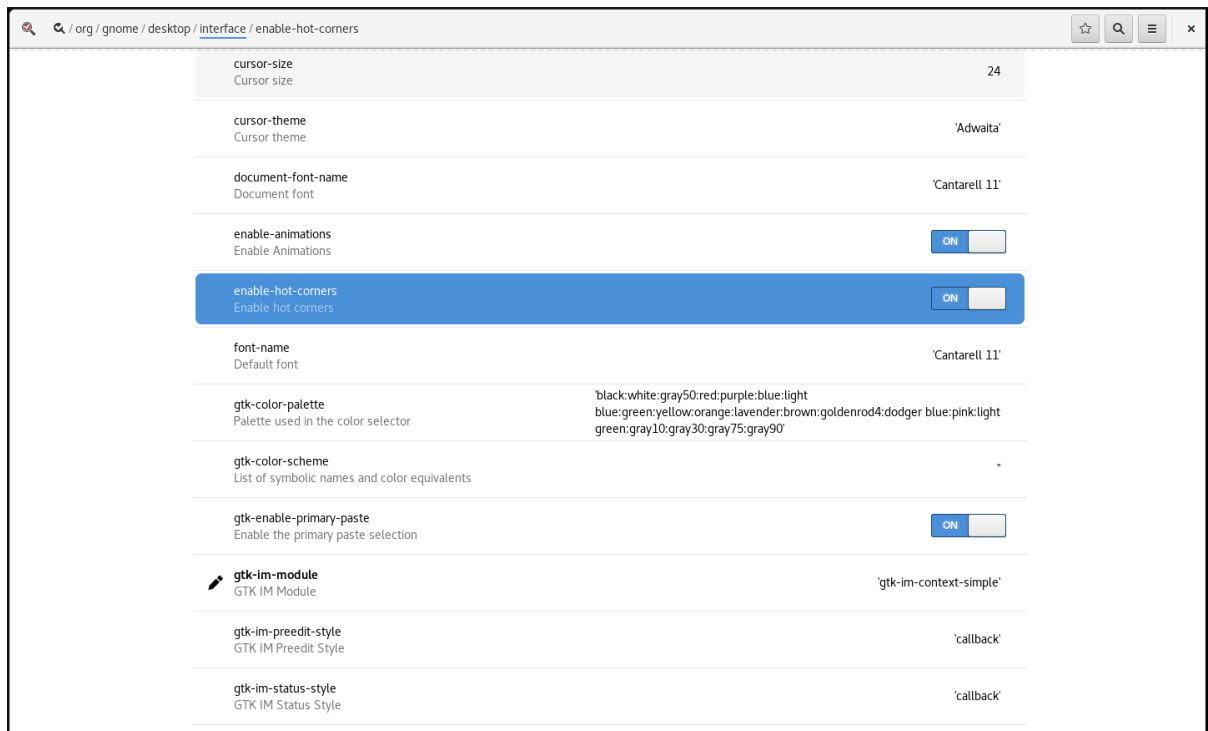 / org / gnome / desktop / interface / enable-hot-corners
cursor-size
Cursor size
24
cursor-theme
Cursor theme
'Adwaita'
document-font-name
Document font
'Cantarell 11'
enable-animations
Enable Animations
ON
enable-hot-corners
Enable hot corners
ON
font-name
Default font
'Cantarell 11'
gtk-color-palette
Palette used in the color selector
'black:white:gray50:red:purple:blue:light
blue:green:yellow:orange:lavender:brown:goldenrod4:dodger blue:pink:light
green:gray10:gray30:gray75:gray90'
gtk-color-scheme
List of symbolic names and color equivalents
''
gtk-enable-primary-paste
Enable the primary paste selection
ON
gtk-im-module
GTK IM Module
'gtk-im-context-simple'
gtk-im-preedit-style
GTK IM Preedit Style
'callback'
gtk-im-status-style
GTK IM Status Style
'callback'